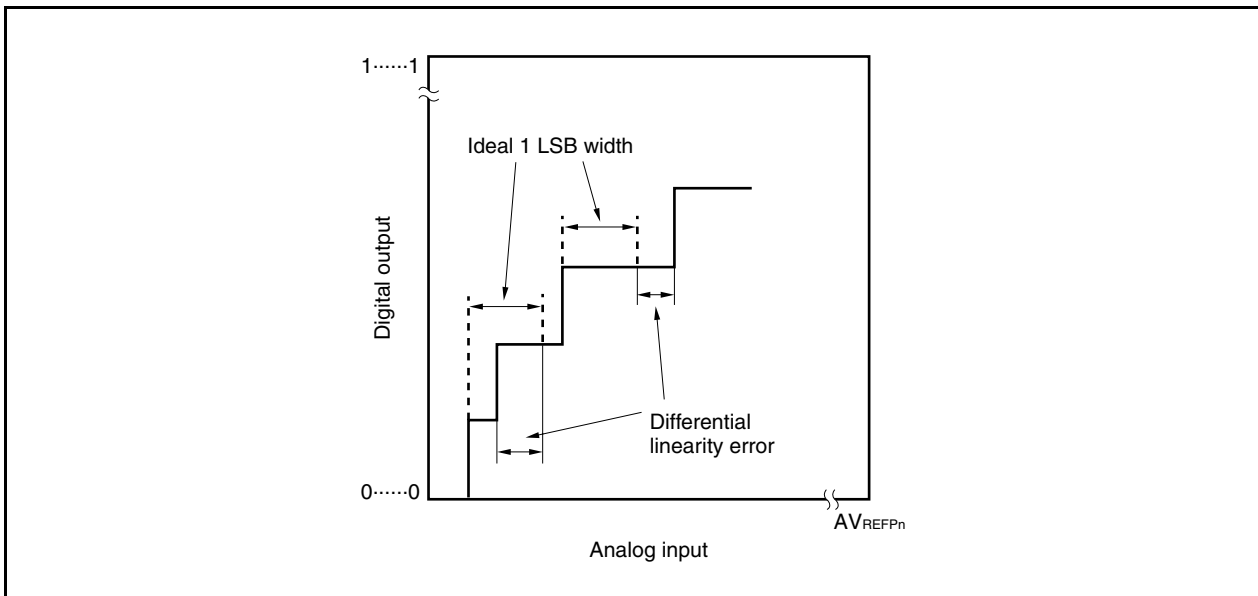 1······1
Ideal 1 LSB width
Digital output
Differential
linearity error
0······0
AVREFPn
Analog input